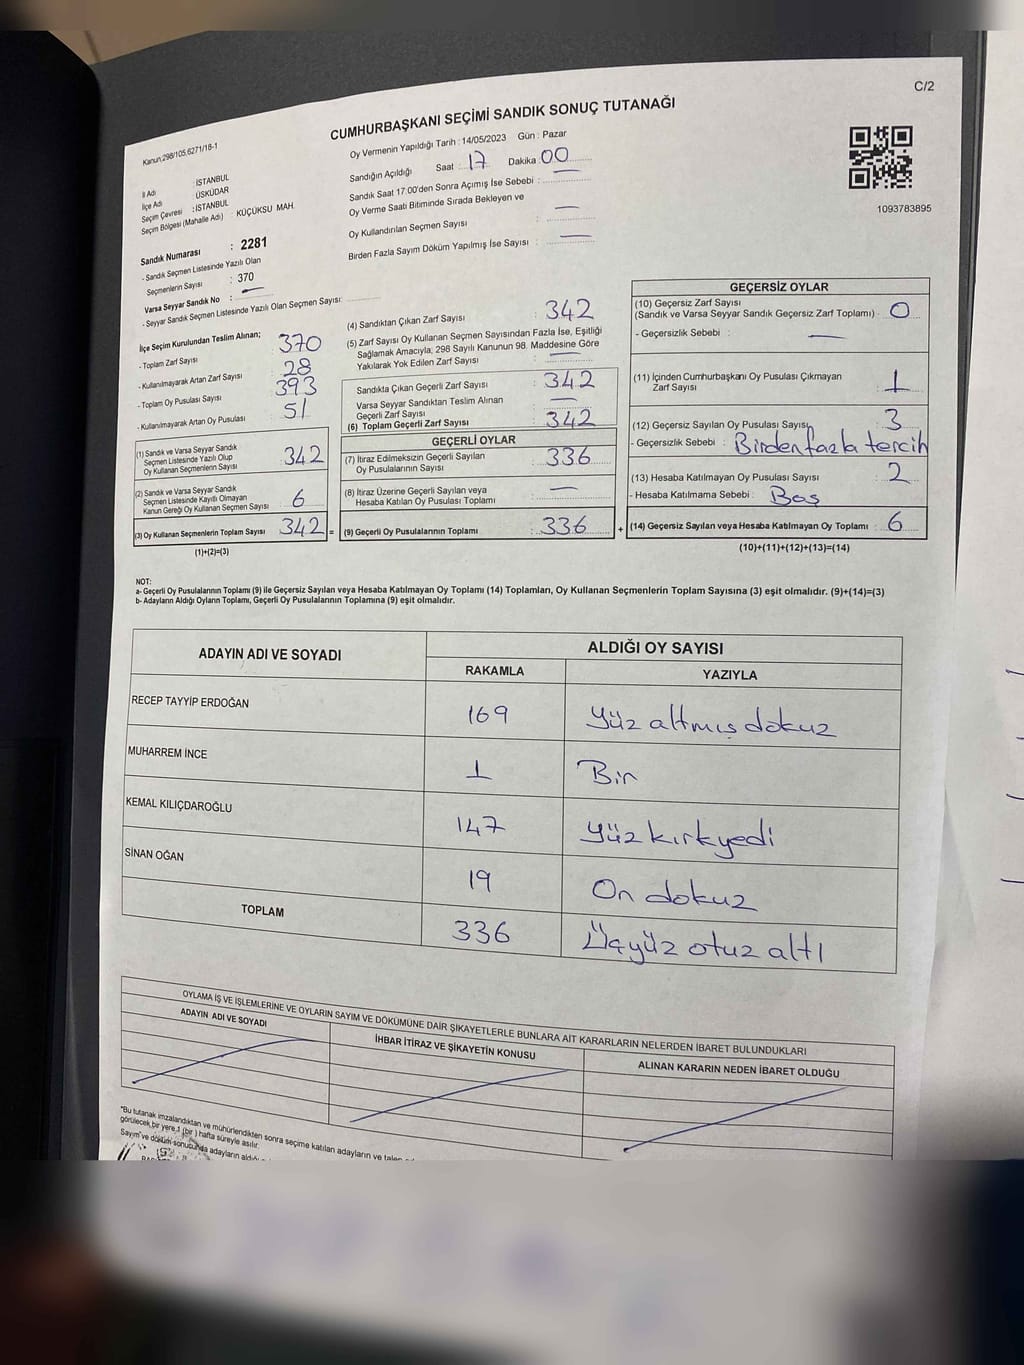 C/2
CUMHURBAŞKANI SEÇİMİ SANDIK SONUÇ TUTANAĞI
Kanun,298/105,6271/18-1
Oy Vermenin Yapıldığı Tarih : 14/05/2023 Gün : Pazar
Sandığın Açıldığı Saat : 17 Dakika : 00
Sandık Saat 17.00'den Sonra Açılmış İse Sebebi : —
Oy Verme Saati Bitiminde Sırada Bekleyen ve
Oy Kullandırılan Seçmen Sayısı : —
Birden Fazla Sayım Döküm Yapılmış İse Sayısı : —
1093783895
İl Adı : İSTANBUL
İlçe Adı : ÜSKÜDAR
Seçim Çevresi : İSTANBUL
Seçim Bölgesi (Mahalle Adı) : KÜÇÜKSU MAH.
Sandık Numarası : 2281
- Sandık Seçmen Listesinde Yazılı Olan
Seçmenlerin Sayısı : 370
Varsa Seyyar Sandık No : —
- Seyyar Sandık Seçmen Listesinde Yazılı Olan Seçmen Sayısı:
İlçe Seçim Kurulundan Teslim Alınan;
- Toplam Zarf Sayısı 370
- Kullanılmayarak Artan Zarf Sayısı 28
- Toplam Oy Pusulası Sayısı 393
- Kullanılmayarak Artan Oy Pusulası 51
(1) Sandık ve Varsa Seyyar Sandık
Seçmen Listesinde Yazılı Olup
Oy Kullanan Seçmenlerin Sayısı 342
(2) Sandık ve Varsa Seyyar Sandık
Seçmen Listesinde Kayıtlı Olmayan
Kanun Gereği Oy Kullanan Seçmen Sayısı 6
(3) Oy Kullanan Seçmenlerin Toplam Sayısı 342 =
(1)+(2)=(3)
(4) Sandıktan Çıkan Zarf Sayısı : 342
(5) Zarf Sayısı Oy Kullanan Seçmen Sayısından Fazla İse, Eşitliği
Sağlamak Amacıyla; 298 Sayılı Kanunun 98. Maddesine Göre
Yakılarak Yok Edilen Zarf Sayısı : —
Sandıkta Çıkan Geçerli Zarf Sayısı : 342
Varsa Seyyar Sandıktan Teslim Alınan
Geçerli Zarf Sayısı : —
(6) Toplam Geçerli Zarf Sayısı : 342
GEÇERLİ OYLAR
(7) İtiraz Edilmeksizin Geçerli Sayılan
Oy Pusulalarının Sayısı : 336
(8) İtiraz Üzerine Geçerli Sayılan veya
Hesaba Katılan Oy Pusulası Toplamı : —
(9) Geçerli Oy Pusulalarının Toplamı : 336 +
GEÇERSİZ OYLAR
(10) Geçersiz Zarf Sayısı
(Sandık ve Varsa Seyyar Sandık Geçersiz Zarf Toplamı) : 0
- Geçersizlik Sebebi : —
(11) İçinden Cumhurbaşkanı Oy Pusulası Çıkmayan
Zarf Sayısı : 1
(12) Geçersiz Sayılan Oy Pusulası Sayısı : 3
- Geçersizlik Sebebi : Birden fazla tercih
(13) Hesaba Katılmayan Oy Pusulası Sayısı : 2
- Hesaba Katılmama Sebebi : Boş
(14) Geçersiz Sayılan veya Hesaba Katılmayan Oy Toplamı : 6
(10)+(11)+(12)+(13)=(14)
NOT:
a- Geçerli Oy Pusulalarının Toplamı (9) ile Geçersiz Sayılan veya Hesaba Katılmayan Oy Toplamı (14) Toplamları, Oy Kullanan Seçmenlerin Toplam Sayısına (3) eşit olmalıdır. (9)+(14)=(3)
b- Adayların Aldığı Oyların Toplamı, Geçerli Oy Pusulalarının Toplamına (9) eşit olmalıdır.
ADAYIN ADI VE SOYADI ALDIĞI OY SAYISI
RAKAMLA YAZIYLA
RECEP TAYYİP ERDOĞAN 169 Yüz altmış dokuz
MUHARREM İNCE 1 Bir
KEMAL KILIÇDAROĞLU 147 Yüz kırkyedi
SİNAN OĞAN 19 On dokuz
TOPLAM 336 Üçyüz otuz altı
OYLAMA İŞ VE İŞLEMLERİNE VE OYLARIN SAYIM VE DÖKÜMÜNE DAİR ŞİKAYETLERLE BUNLARA AİT KARARLARIN NELERDEN İBARET BULUNDUKLARI
ADAYIN ADI VE SOYADI İHBAR İTİRAZ VE ŞİKAYETİN KONUSU ALINAN KARARIN NEDEN İBARET OLDUĞU
"Bu tutanak imzalandıktan ve mühürlendikten sonra seçime katılan adayların ve
görülecek bir yere 1 (bir ) hafta süreyle asılır.
Sayım ve döküm sonucunda adayların